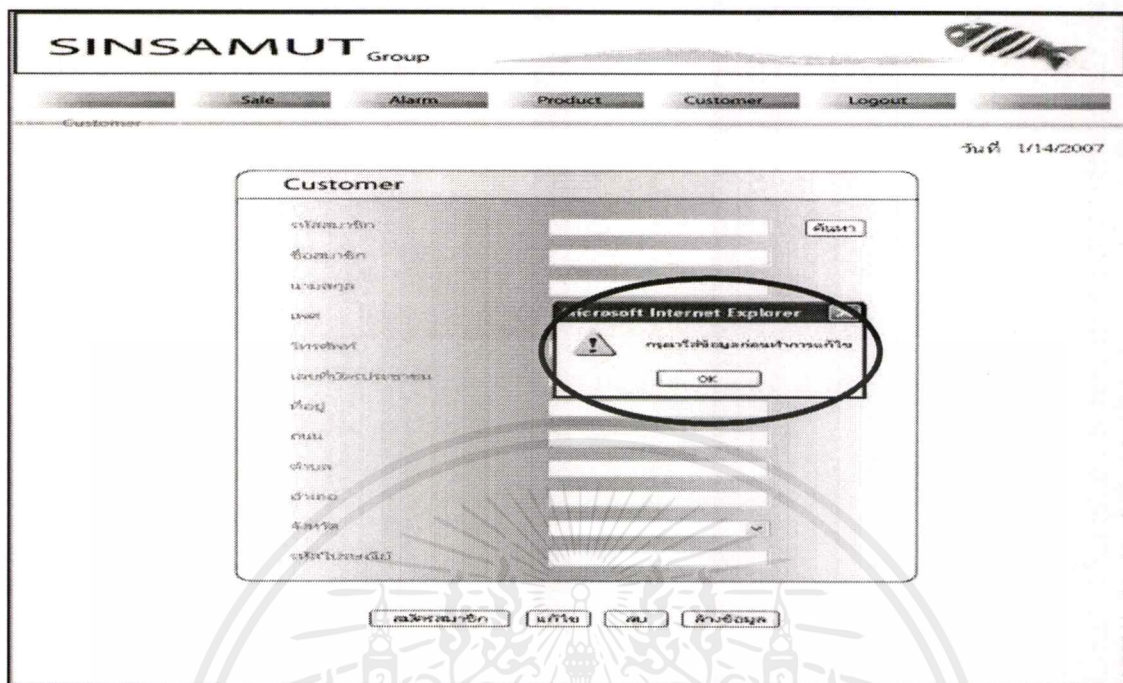 SINSAMUT Group
Sale Alarm Product Customer Logout
Customer
วันที่ 1/14/2007
Customer
รหัสสมาชิก ค้นหา
ชื่อสมาชิก
นามสกุล
เพศ
Microsoft Internet Explorer
โทรศัพท์
กรุณาใส่ข้อมูลก่อนทำการแก้ไข
เลขที่บัตรประชาชน
OK
ที่อยู่
ถนน
ตำบล
อำเภอ
จังหวัด
รหัสไปรษณีย์
สมัครสมาชิก แก้ไข ลบ ล้างข้อมูล